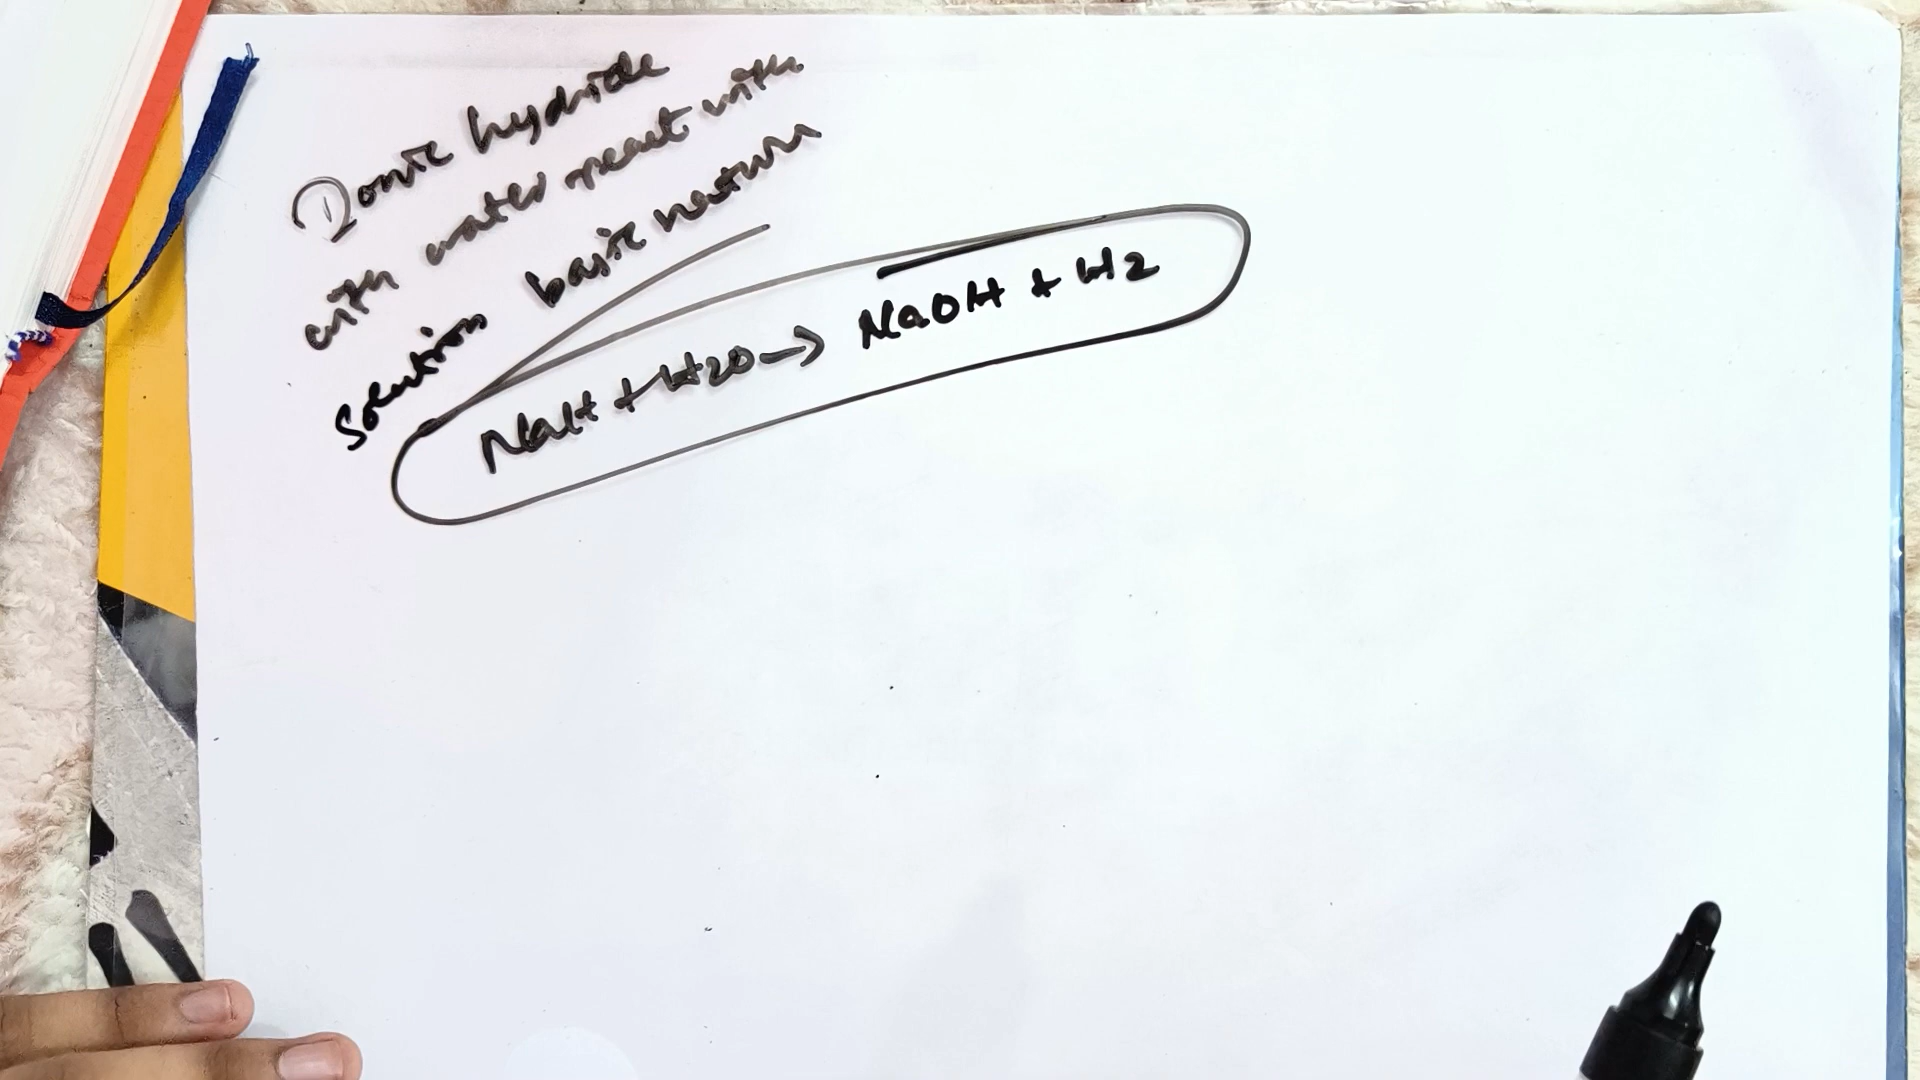 Ionic hydride
with water react with
solution basic nature
NaH + H2O -> NaOH + H2